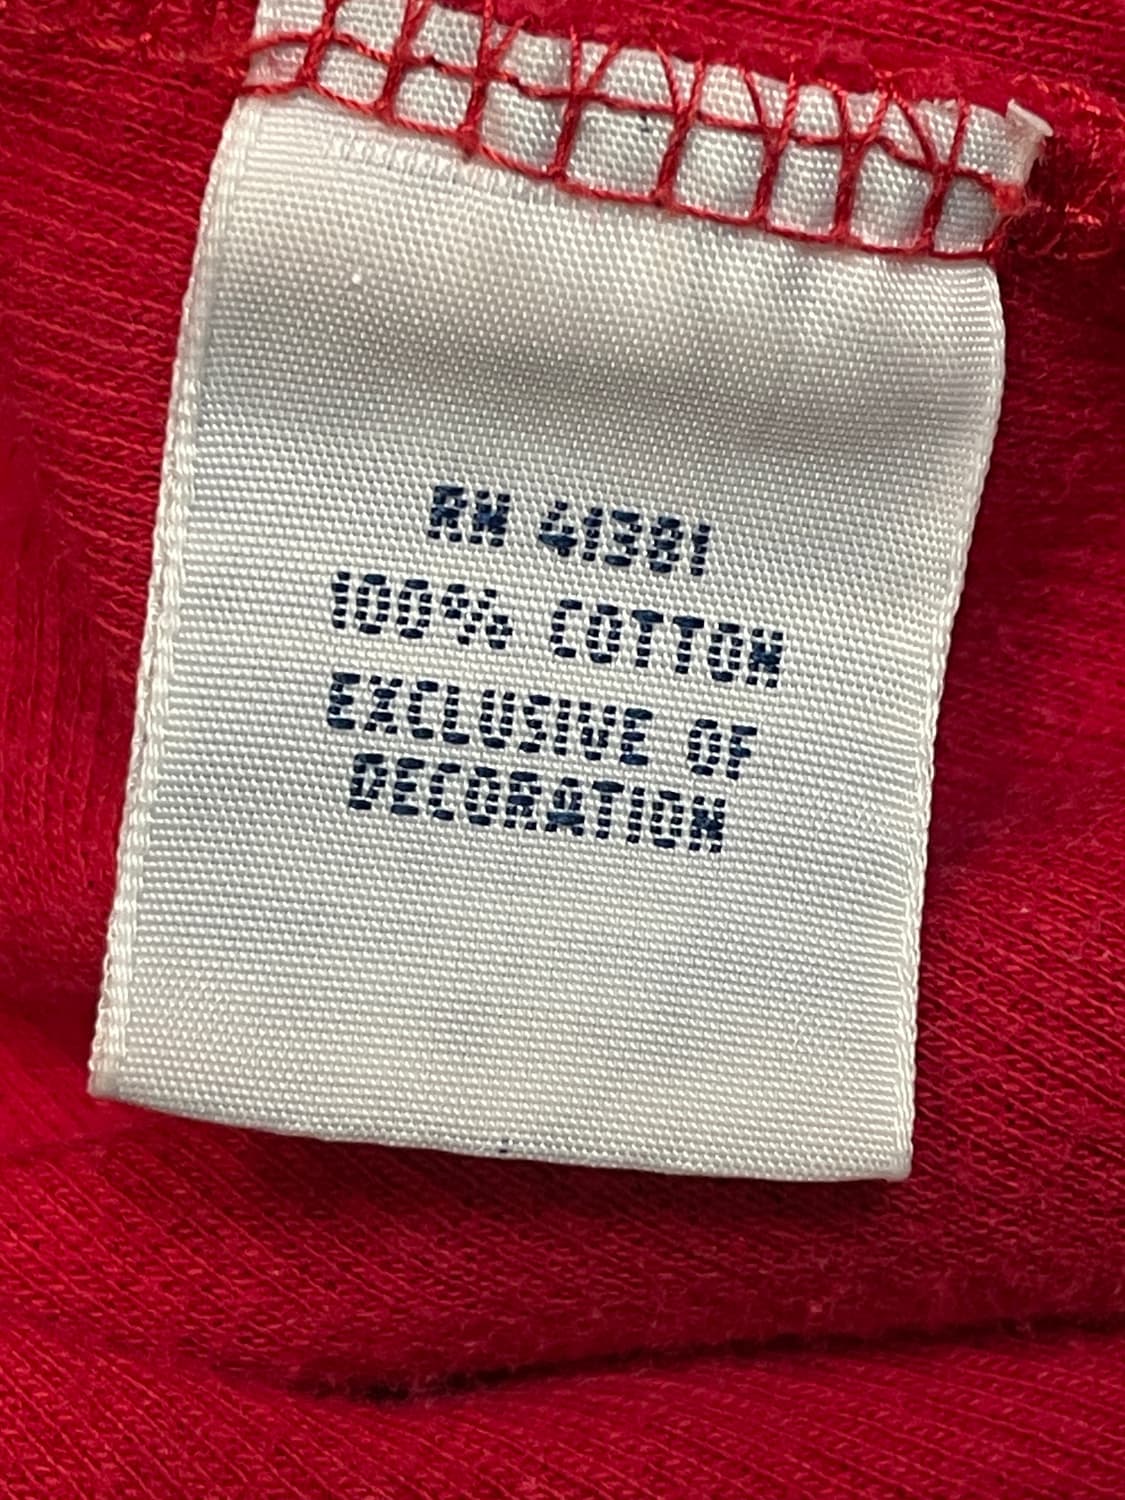 RN 41381
100% COTTON
EXCLUSIVE OF
DECORATION